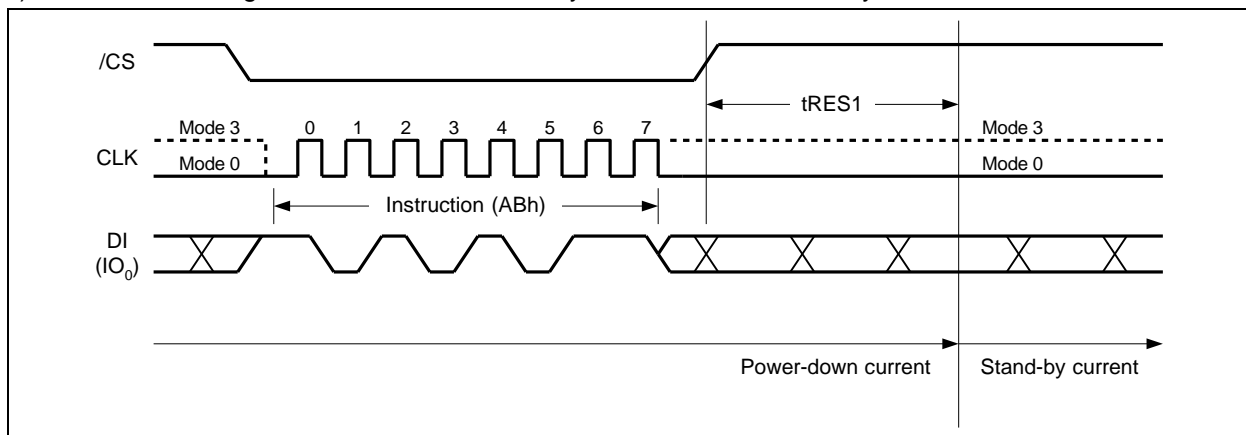 /CS
tRES1
Mode 3
0 1 2 3 4 5 6 7
Mode 3
CLK
Mode 0
Mode 0
Instruction (ABh)
DI
(IO0)
Power-down current
Stand-by current